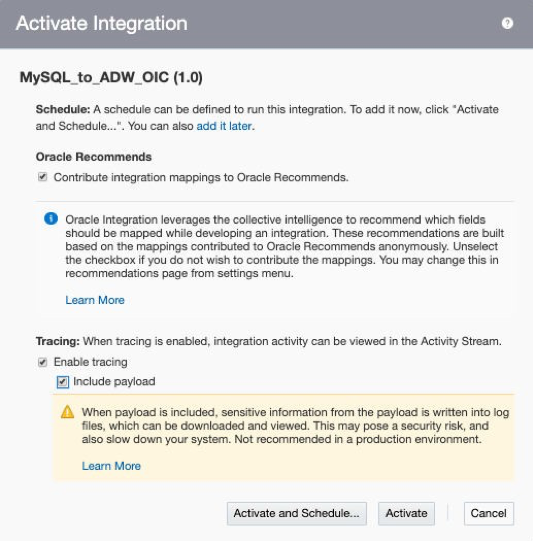 Activate Integration
?
MySQL_to_ADW_OIC (1.0)
Schedule: A schedule can be defined to run this integration. To add it now, click "Activate
and Schedule...". You can also add it later.
Oracle Recommends
Contribute integration mappings to Oracle Recommends.
Oracle Integration leverages the collective intelligence to recommend which fields
should be mapped while developing an integration. These recommendations are built
based on the mappings contributed to Oracle Recommends anonymously. Unselect
the checkbox if you do not wish to contribute the mappings. You may change this in
recommendations page from settings menu.
Learn More
Tracing: When tracing is enabled, integration activity can be viewed in the Activity Stream.
Enable tracing
Include payload
When payload is included, sensitive information from the payload is written into log
files, which can be downloaded and viewed. This may pose a security risk, and
also slow down your system. Not recommended in a production environment.
Learn More
Activate and Schedule... Activate Cancel